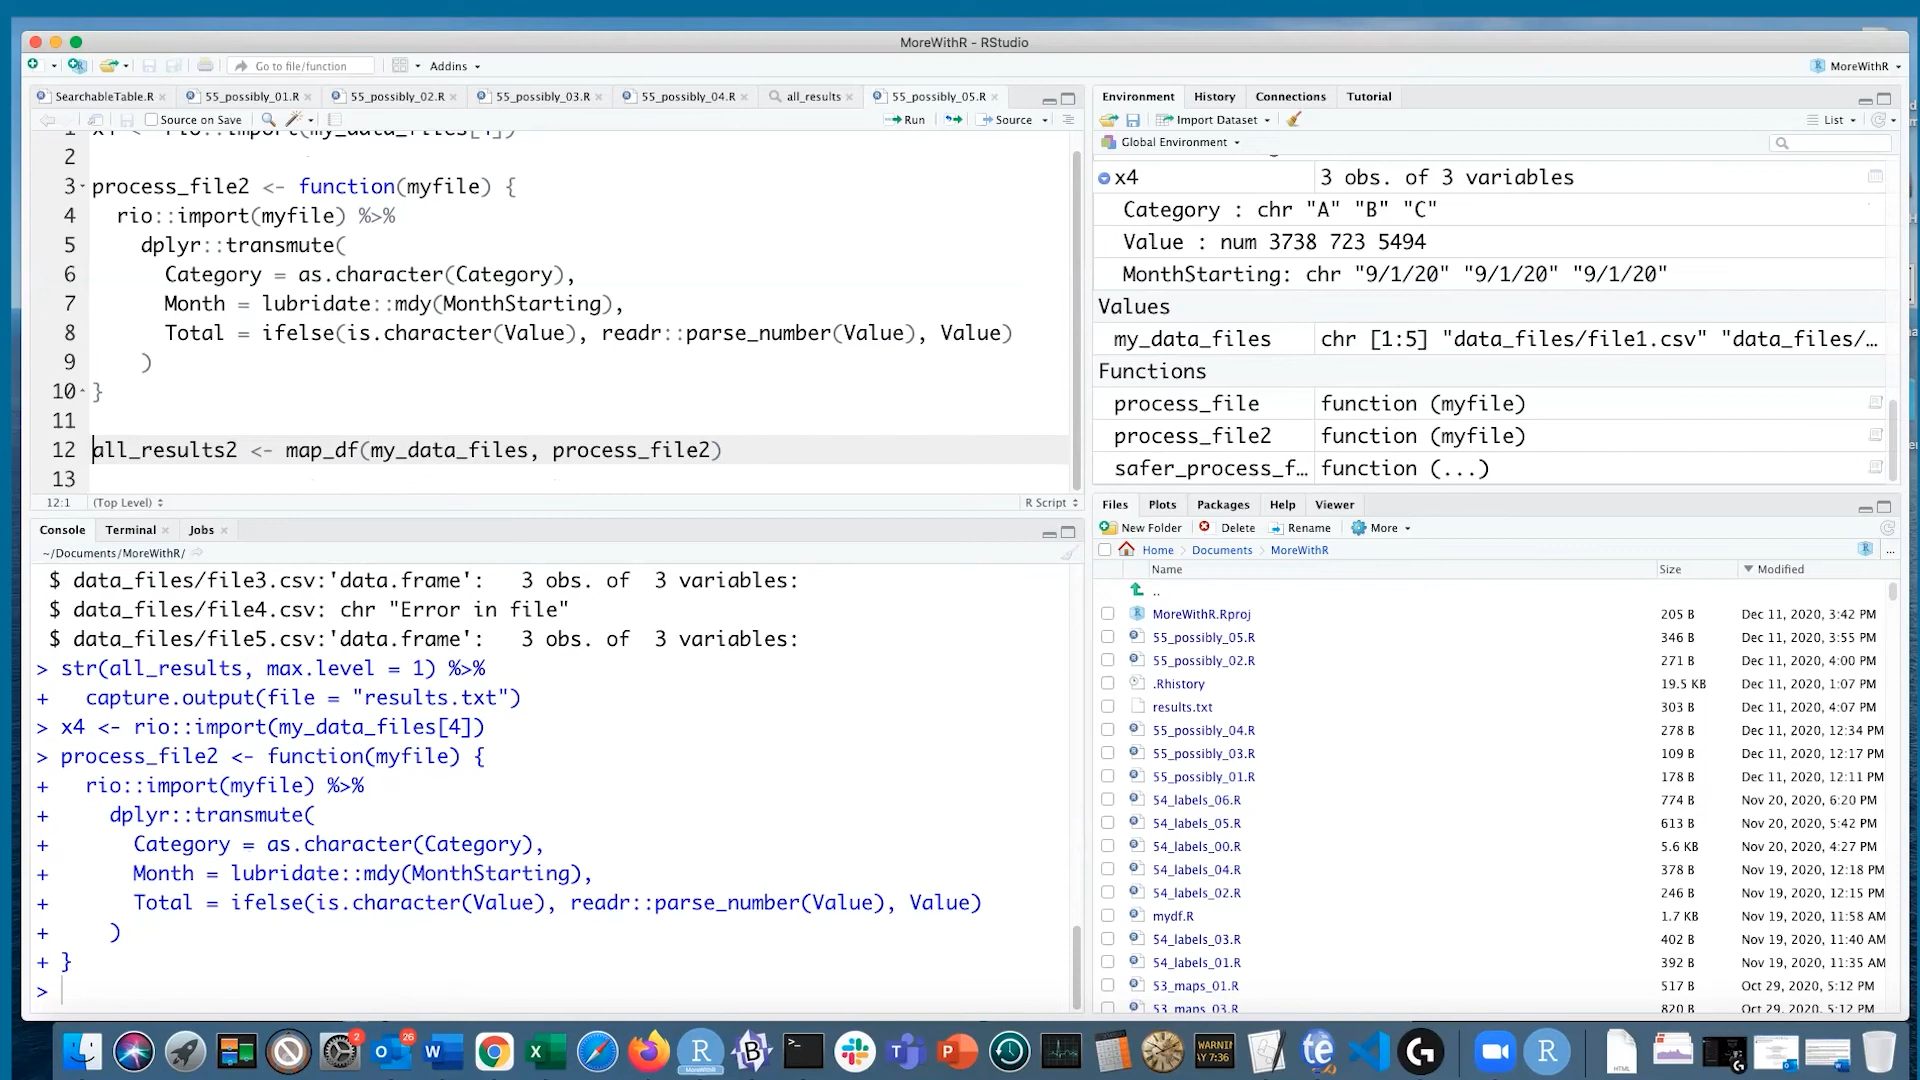 MoreWithR - RStudio
Go to file/function
Addins
MoreWithR
SearchableTable.R
55_possibly_01.R
55_possibly_02.R
55_possibly_03.R
55_possibly_04.R
all_results
55_possibly_05.R
Source on Save
Run
Source
1 x4 <- rio::import(my_data_files[4])
2
3 process_file2 <- function(myfile) {
4 rio::import(myfile) %>%
5 dplyr::transmute(
6 Category = as.character(Category),
7 Month = lubridate::mdy(MonthStarting),
8 Total = ifelse(is.character(Value), readr::parse_number(Value), Value)
9 )
10 }
11
12 all_results2 <- map_df(my_data_files, process_file2)
13
12:1 (Top Level) R Script
Console Terminal Jobs
~/Documents/MoreWithR/
$ data_files/file3.csv:'data.frame': 3 obs. of 3 variables:
$ data_files/file4.csv: chr "Error in file"
$ data_files/file5.csv:'data.frame': 3 obs. of 3 variables:
> str(all_results, max.level = 1) %>%
+ capture.output(file = "results.txt")
> x4 <- rio::import(my_data_files[4])
> process_file2 <- function(myfile) {
+ rio::import(myfile) %>%
+ dplyr::transmute(
+ Category = as.character(Category),
+ Month = lubridate::mdy(MonthStarting),
+ Total = ifelse(is.character(Value), readr::parse_number(Value), Value)
+ )
+ }
>
Environment History Connections Tutorial
Import Dataset
List
Global Environment
x4 3 obs. of 3 variables
Category : chr "A" "B" "C"
Value : num 3738 723 5494
MonthStarting: chr "9/1/20" "9/1/20" "9/1/20"
Values
my_data_files chr [1:5] "data_files/file1.csv" "data_files/…
Functions
process_file function (myfile)
process_file2 function (myfile)
safer_process_f… function (...)
Files Plots Packages Help Viewer
New Folder Delete Rename More
Home Documents MoreWithR ...
Name Size Modified
..
MoreWithR.Rproj 205 B Dec 11, 2020, 3:42 PM
55_possibly_05.R 346 B Dec 11, 2020, 3:55 PM
55_possibly_02.R 271 B Dec 11, 2020, 4:00 PM
.Rhistory 19.5 KB Dec 11, 2020, 1:07 PM
results.txt 303 B Dec 11, 2020, 4:07 PM
55_possibly_04.R 278 B Dec 11, 2020, 12:34 PM
55_possibly_03.R 109 B Dec 11, 2020, 12:17 PM
55_possibly_01.R 178 B Dec 11, 2020, 12:11 PM
54_labels_06.R 774 B Nov 20, 2020, 6:20 PM
54_labels_05.R 613 B Nov 20, 2020, 5:42 PM
54_labels_00.R 5.6 KB Nov 20, 2020, 4:27 PM
54_labels_04.R 378 B Nov 19, 2020, 12:18 PM
54_labels_02.R 246 B Nov 19, 2020, 12:15 PM
mydf.R 1.7 KB Nov 19, 2020, 11:58 AM
54_labels_03.R 402 B Nov 19, 2020, 11:40 AM
54_labels_01.R 392 B Nov 19, 2020, 11:35 AM
53_maps_01.R 517 B Oct 29, 2020, 5:12 PM
53_maps_03.R 820 B Oct 29, 2020, 5:12 PM
2
26
WARNIN
AY 7:36